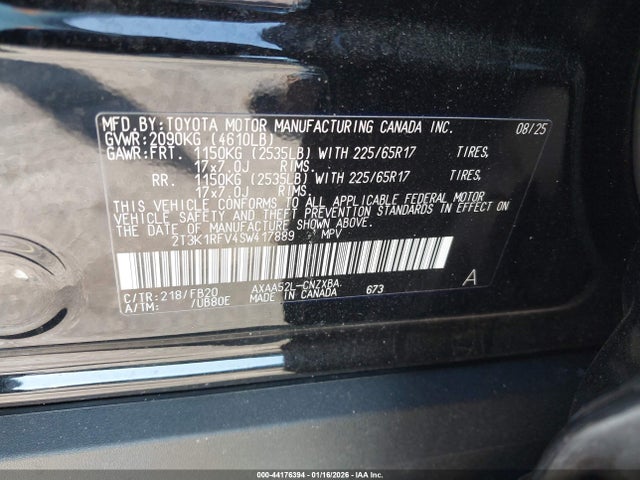 MFD.BY:TOYOTA MOTOR MANUFACTURING CANADA INC. 08/25
GVWR:2090KG (4610LB)
GAWR:FRT. 1150KG (2535LB) WITH 225/65R17 TIRES,
17x7.0J RIMS.
RR. 1150KG (2535LB) WITH 225/65R17 TIRES,
17x7.0J RIMS.
THIS VEHICLE CONFORMS TO ALL APPLICABLE FEDERAL MOTOR
VEHICLE SAFETY AND THEFT PREVENTION STANDARDS IN EFFECT ON
THE DATE OF MANUFACTURE SHOWN ABOVE.
2T3K1RFV4SW417889 MPV
C/TR:218/FB20 AXAA52L-CNZXBA
A/TM: /UB80E MADE IN CANADA 673 A
000-44176394 | 01/16/2026 | IAA Inc.